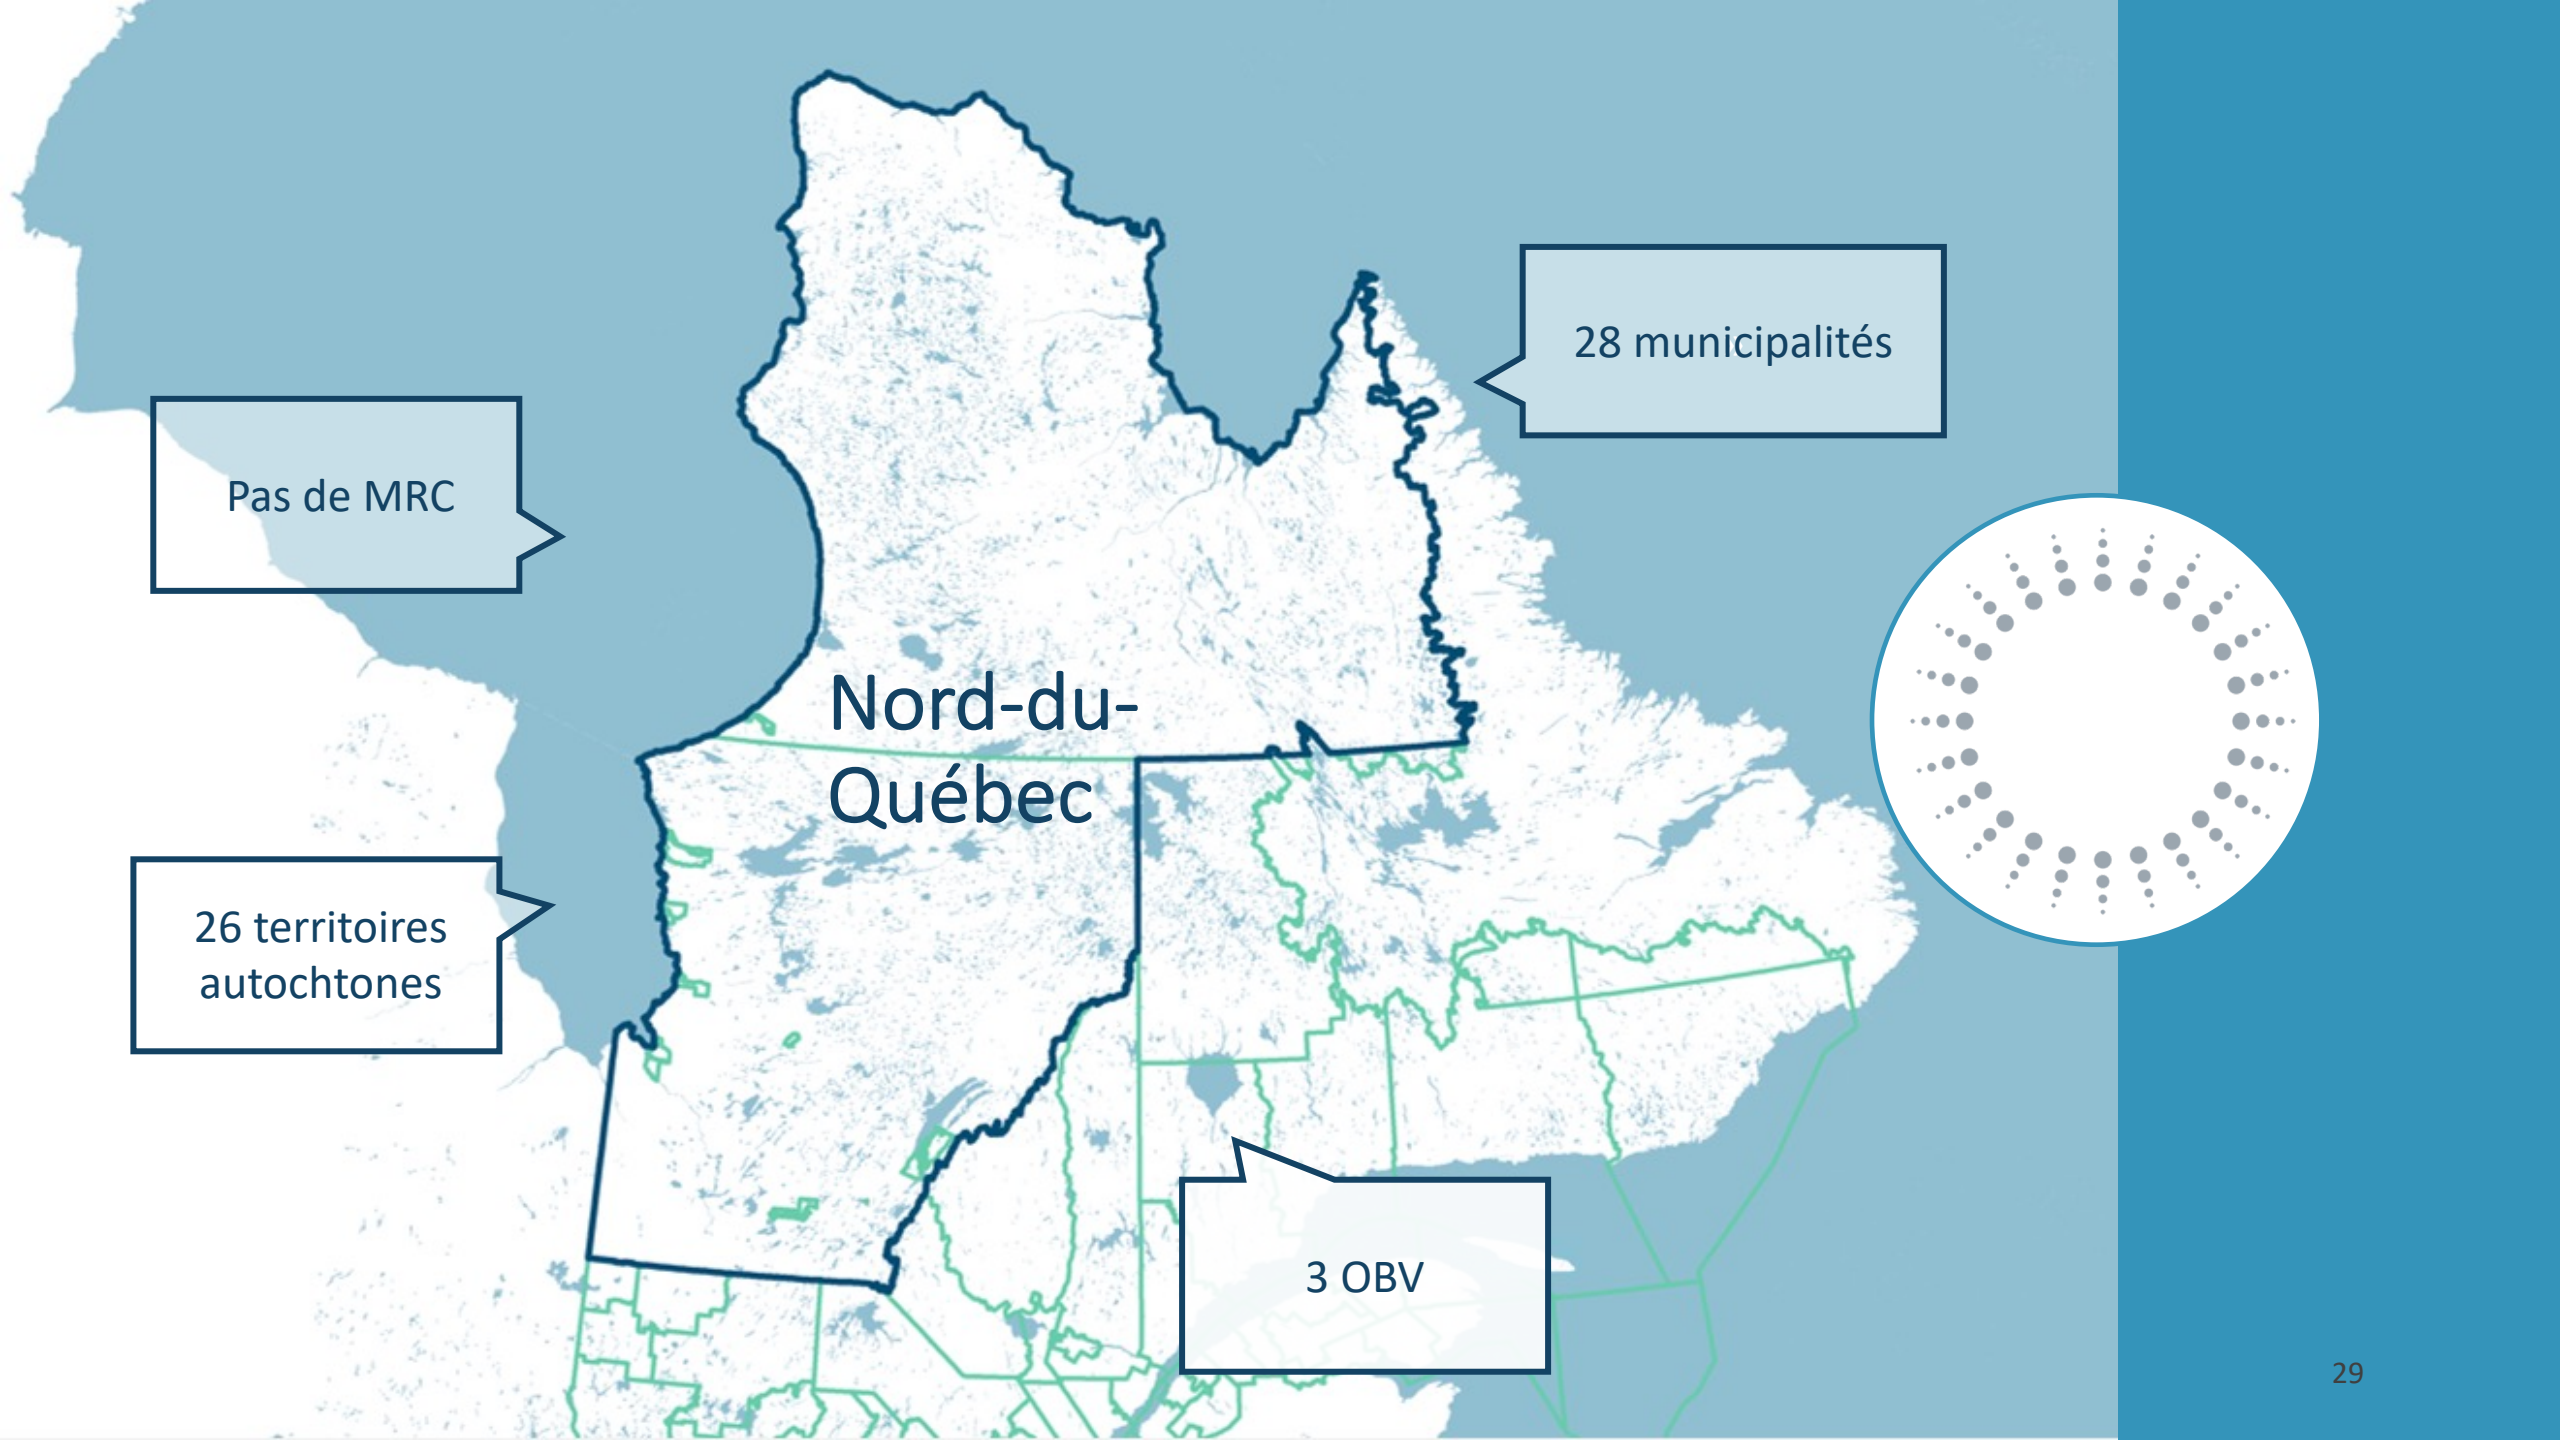 28 municipalités
Pas de MRC
Nord-du-
Québec
26 territoires
autochtones
3 OBV
29